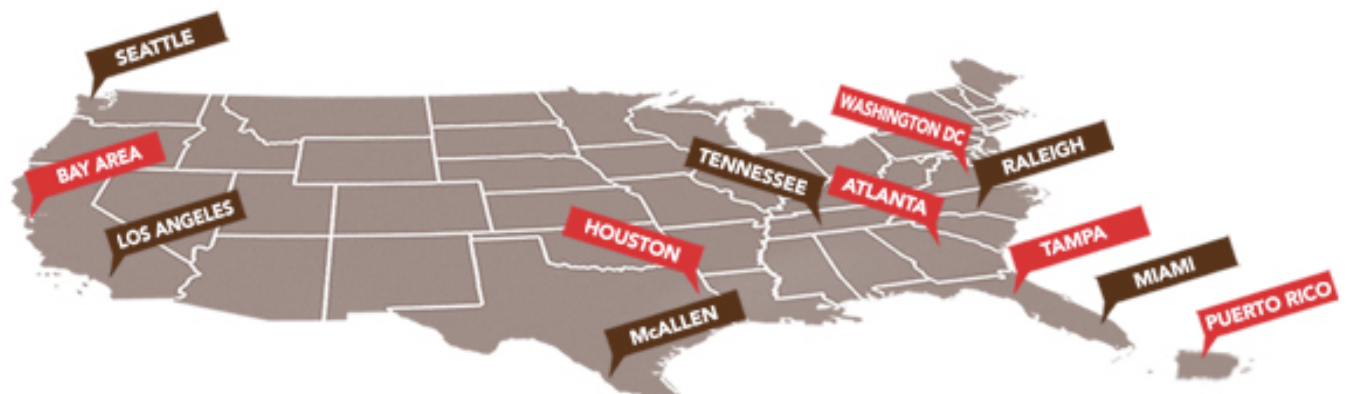 SEATTLE
WASHINGTON DC
BAY AREA
TENNESSEE
RALEIGH
ATLANTA
LOS ANGELES
HOUSTON
TAMPA
MIAMI
McALLEN
PUERTO RICO